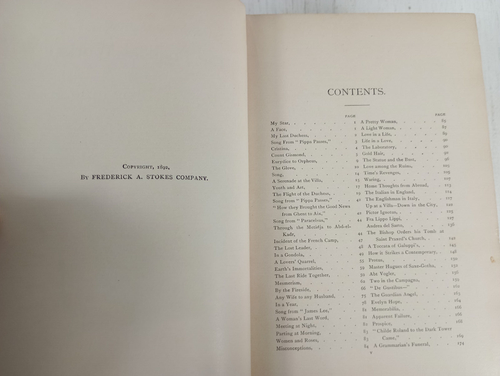 COPYRIGHT, 1892,
BY FREDERICK A. STOKES COMPANY.
CONTENTS.
PAGE
My Star,
A Face,
My Last Duchess,
Song From "Pippa Passes,"
Cristina,
Count Gismond,
Eurydice to Orpheus,
The Glove,
Song,
A Serenade at the Villa,
Youth and Art,
The Flight of the Duchess,
Song from "Pippa Passes,"
"How they Brought the Good News
from Ghent to Aix,"
Song from "Paracelsus,"
Through the Metidja to Abd-el-
Kadr,
Incident of the French Camp,
The Lost Leader,
In a Gondola,
A Lovers' Quarrel,
Earth's Immortalities,
The Last Ride Together,
Mesmerism,
By the Fireside,
Any Wife to any Husband,
In a Year,
Song from "James Lee,"
A Woman's Last Word,
Meeting at Night,
Parting at Morning,
Women and Roses,
Misconceptions,
PAGE
A Pretty Woman,
A Light Woman,
Love in a Life,
Life in a Love,
The Laboratory,
Gold Hair,
The Statue and the Bust,
Love among the Ruins,
Time's Revenges,
Waring,
Home Thoughts from Abroad,
The Italian in England,
The Englishman in Italy,
Up at a Villa—Down in the City,
Pictor Ignotus,
Fra Lippo Lippi,
Andrea del Sarto,
The Bishop Orders his Tomb at
Saint Praxed's Church,
A Toccata of Galuppi's,
How it Strikes a Contemporary,
Protus,
Master Hugues of Saxe-Gotha,
Abt Vogler,
Two in the Campagna,
"De Gustibus—"
The Guardian Angel,
Evelyn Hope,
Memorabilia,
Apparent Failure,
Prospice,
"Childe Roland to the Dark Tower
Came,"
A Grammarian's Funeral, 174